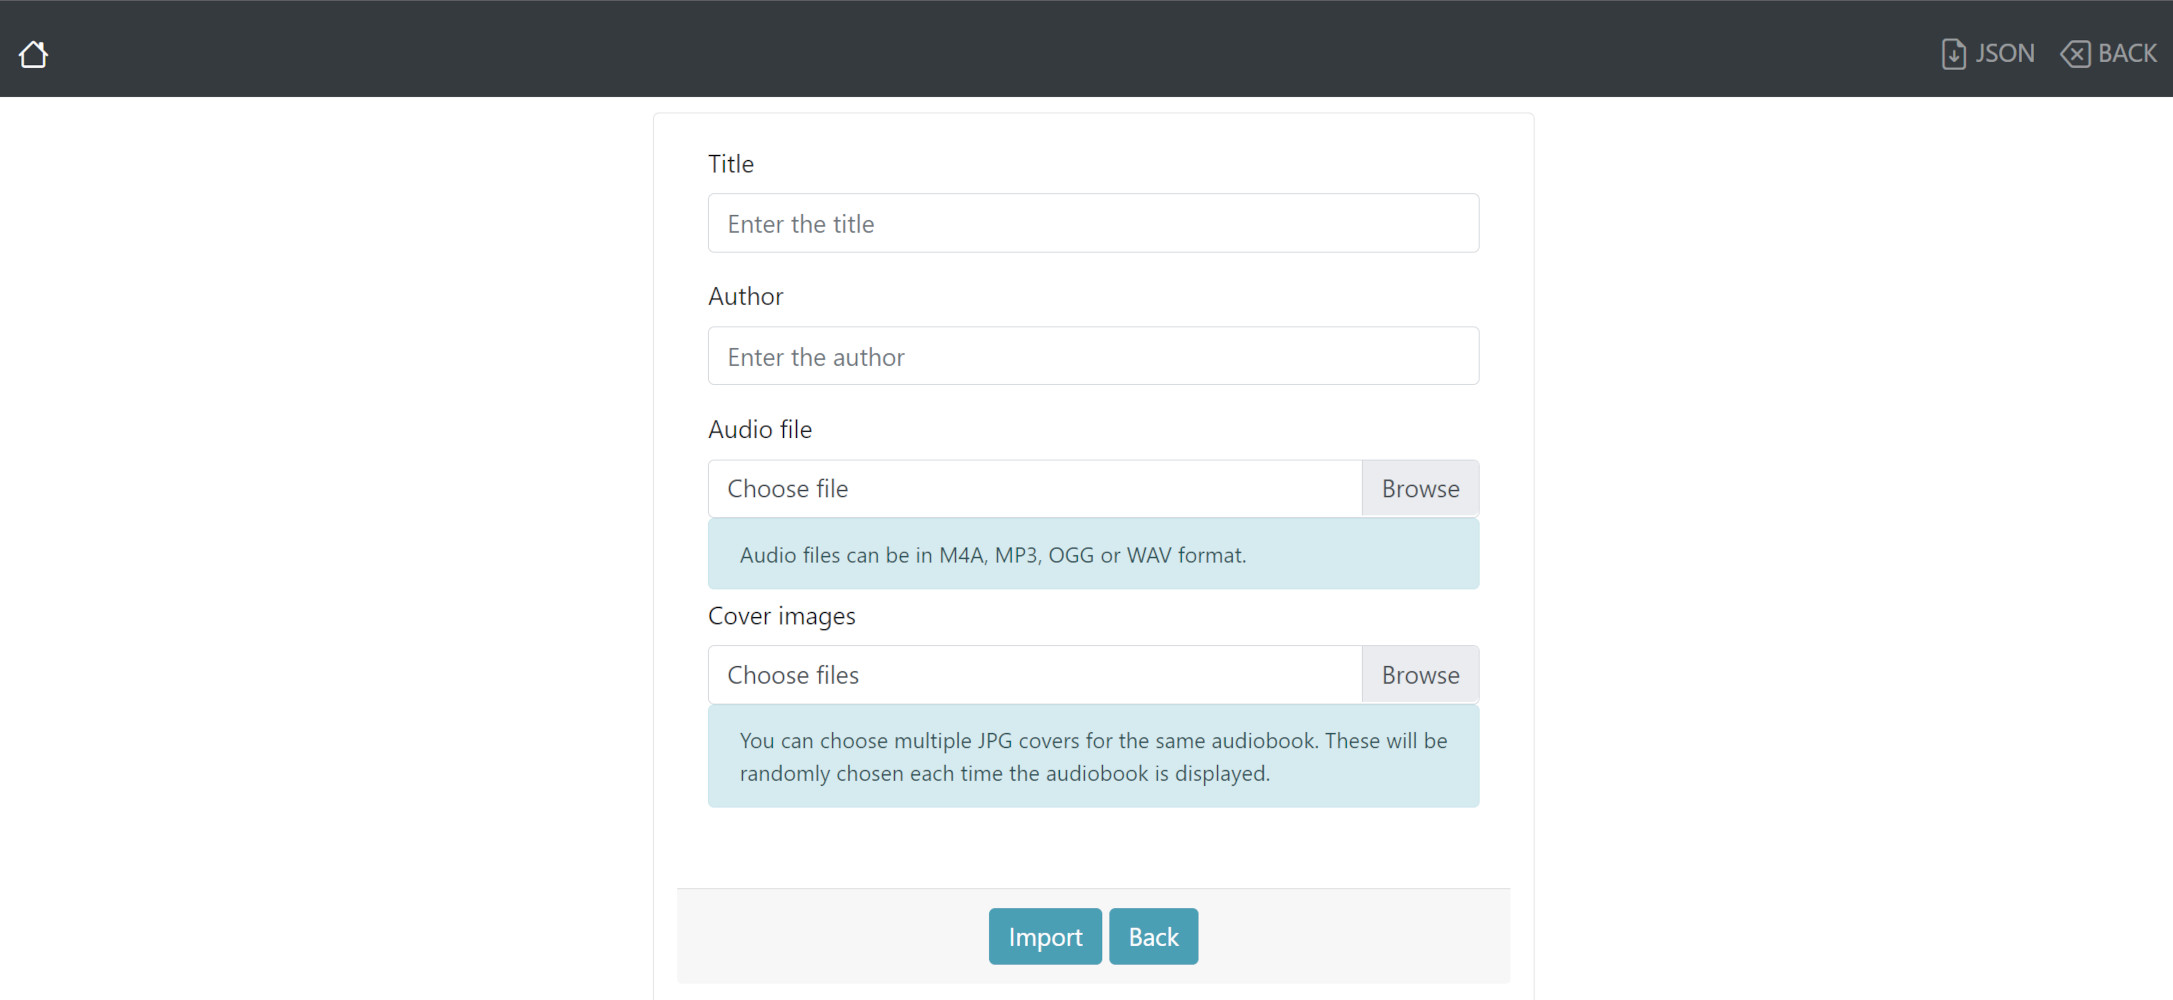 JSON BACK
Title
Enter the title
Author
Enter the author
Audio file
Choose file Browse
Audio files can be in M4A, MP3, OGG or WAV format.
Cover images
Choose files Browse
You can choose multiple JPG covers for the same audiobook. These will be
randomly chosen each time the audiobook is displayed.
Import Back